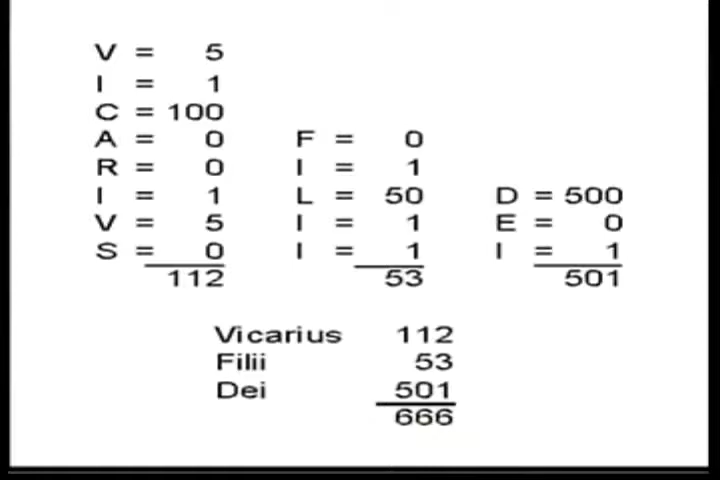 V = 5
I = 1
C = 100
A = 0
R = 0
I = 1
V = 5
S = 0
112
F = 0
I = 1
L = 50
I = 1
I = 1
53
D = 500
E = 0
I = 1
501
Vicarius 112
Filii 53
Dei 501
666